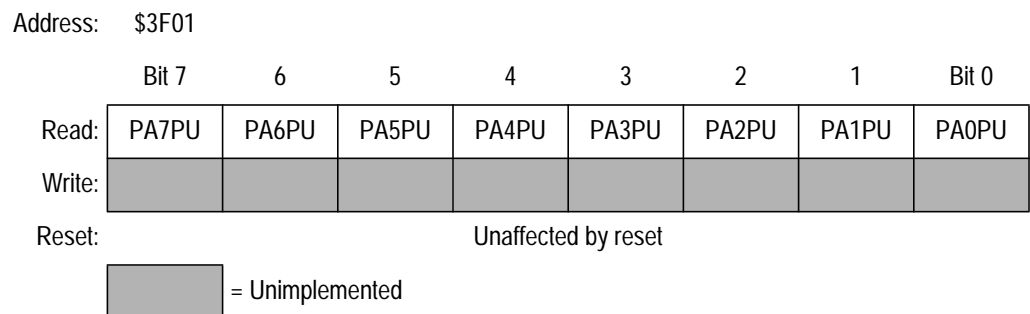 Address: $3F01
Bit 7 6 5 4 3 2 1 Bit 0
Read: PA7PU PA6PU PA5PU PA4PU PA3PU PA2PU PA1PU PA0PU
Write:
Reset: Unaffected by reset
= Unimplemented